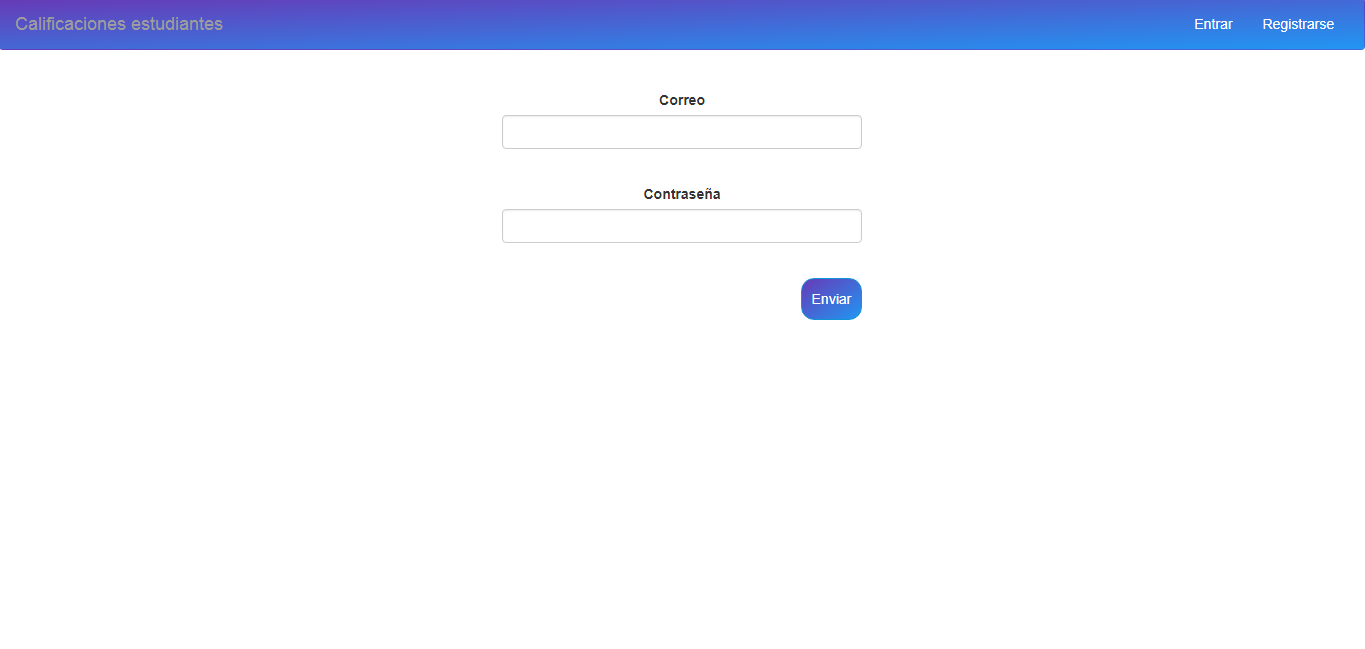 Calificaciones estudiantes
Entrar
Registrarse
Correo
Contraseña
Enviar